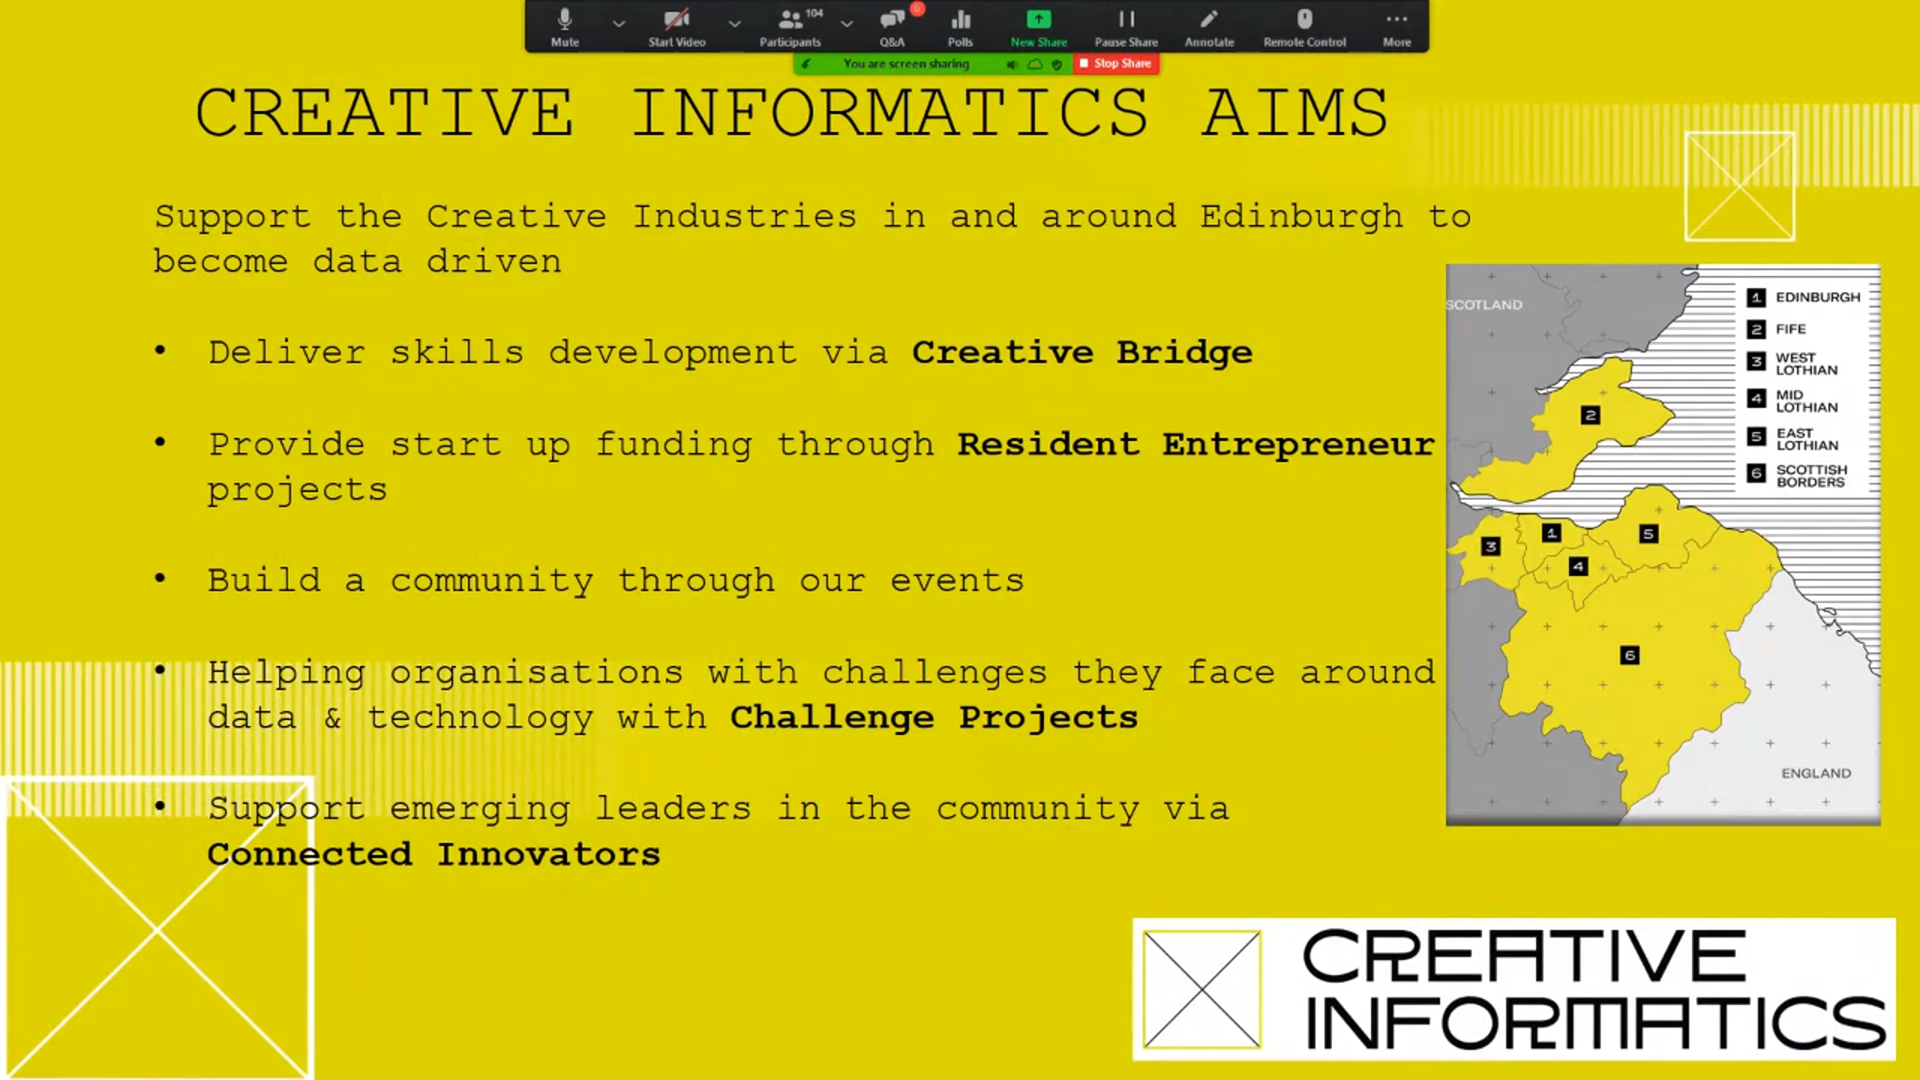 104
Mute
Start Video
Participants
Q&A
Polls
New Share
Pause Share
Annotate
Remote Control
More
You are screen sharing
Stop Share
CREATIVE INFORMATICS AIMS
Support the Creative Industries in and around Edinburgh to
become data driven
• Deliver skills development via Creative Bridge
• Provide start up funding through Resident Entrepreneur
projects
• Build a community through our events
• Helping organisations with challenges they face around
data & technology with Challenge Projects
• Support emerging leaders in the community via
Connected Innovators
SCOTLAND
1 EDINBURGH
2 FIFE
3 WEST
LOTHIAN
4 MID
LOTHIAN
5 EAST
LOTHIAN
6 SCOTTISH
BORDERS
2
1
5
3
4
6
ENGLAND
CREATIVE
INFORMATICS